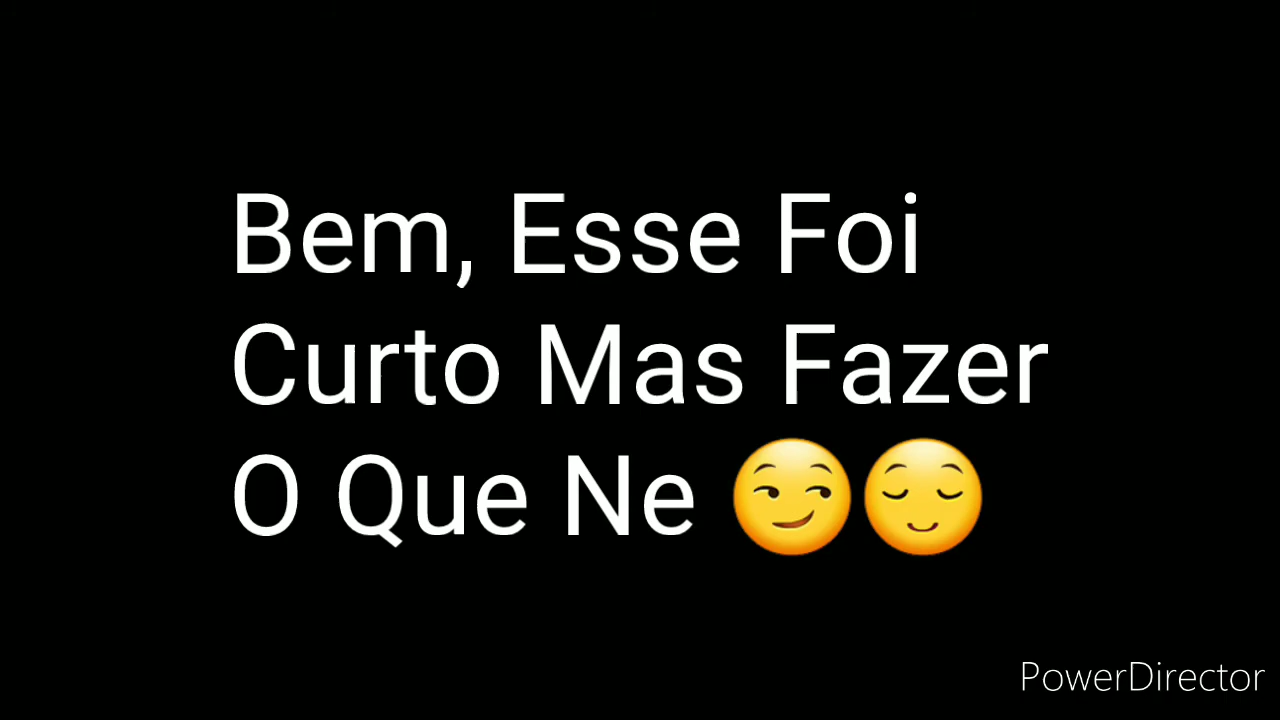 Bem, Esse Foi
Curto Mas Fazer
O Que Ne 😏😌
PowerDirector